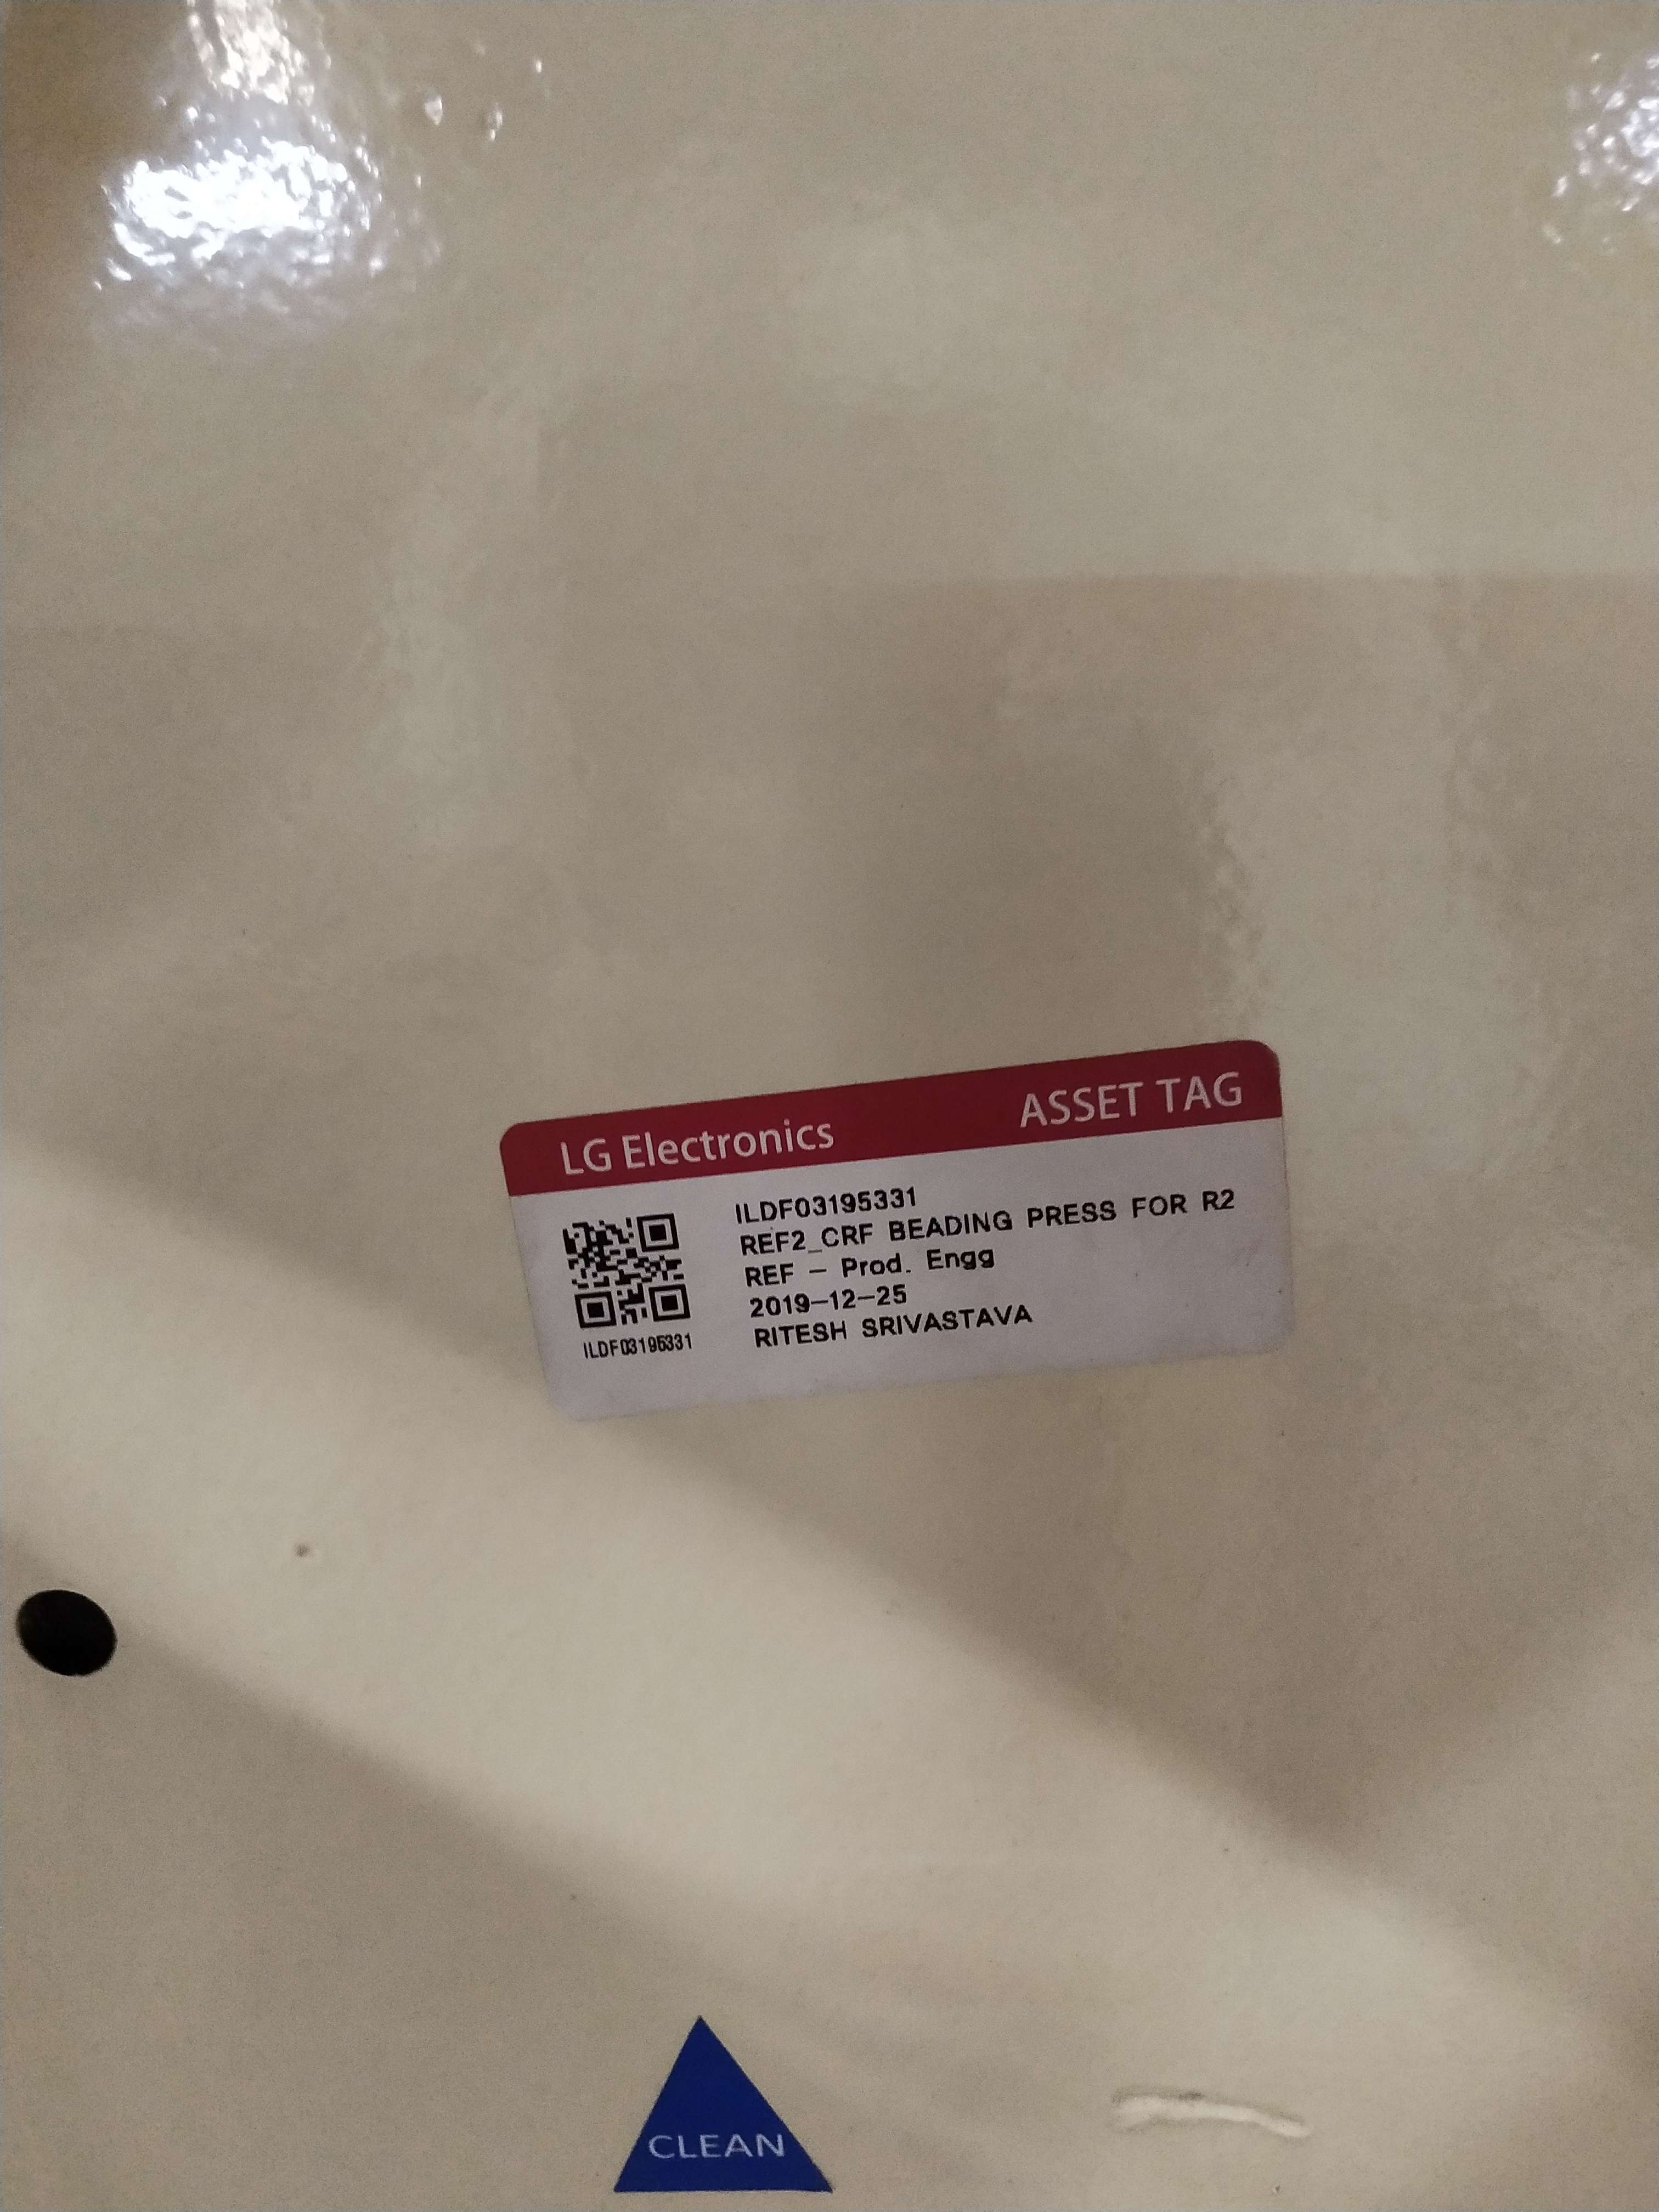 LG Electronics ASSET TAG
ILDF03195331
REF2_CRF BEADING PRESS FOR R2
REF - Prod. Engg
2019-12-25
RITESH SRIVASTAVA
ILDF03195331
CLEAN